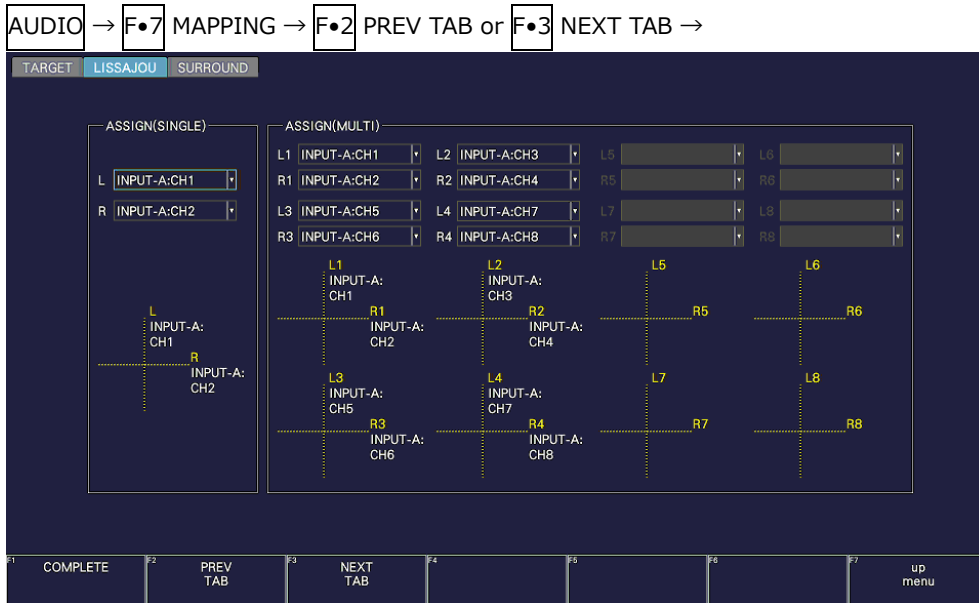 AUDIO → F•7 MAPPING → F•2 PREV TAB or F•3 NEXT TAB →
TARGET LISSAJOU SURROUND
ASSIGN(SINGLE)
L INPUT-A:CH1
R INPUT-A:CH2
L
INPUT-A:
CH1
R
INPUT-A:
CH2
ASSIGN(MULTI)
L1 INPUT-A:CH1 L2 INPUT-A:CH3 L5 L6
R1 INPUT-A:CH2 R2 INPUT-A:CH4 R5 R6
L3 INPUT-A:CH5 L4 INPUT-A:CH7 L7 L8
R3 INPUT-A:CH6 R4 INPUT-A:CH8 R7 R8
L1 L2 L5 L6
INPUT-A: INPUT-A:
CH1 CH3
R1 R2 R5 R6
INPUT-A: INPUT-A:
CH2 CH4
L3 L4 L7 L8
INPUT-A: INPUT-A:
CH5 CH7
R3 R4 R7 R8
INPUT-A: INPUT-A:
CH6 CH8
F1 COMPLETE F2 PREV F3 NEXT F4 F5 F6 F7 up
TAB TAB menu